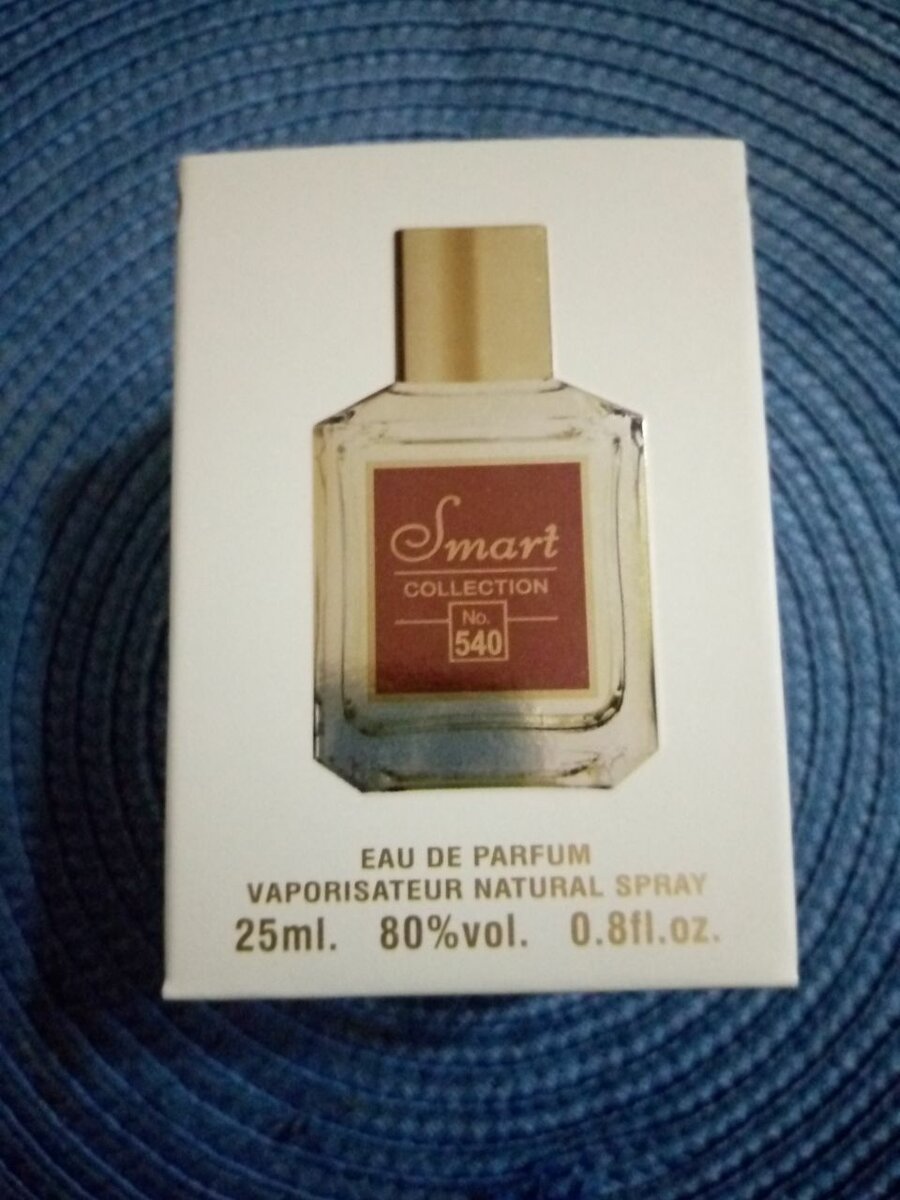 Smart
COLLECTION
No.
540
EAU DE PARFUM
VAPORISATEUR NATURAL SPRAY
25ml. 80%vol. 0.8fl.oz.